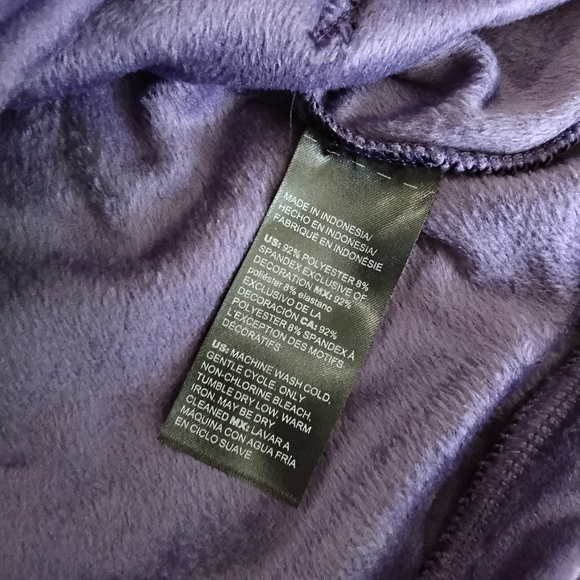 MADE IN INDONESIA/
HECHO EN INDONESIA/
FABRIQUÉ EN INDONÉSIE
US: 92% POLYESTER 8%
SPANDEX EXCLUSIVE OF
DECORATION MX: 92%
poliéster 8% elastano
EXCLUSIVO DE LA
DECORACIÓN CA: 92%
POLYESTER 8% SPANDEX À
L'EXCEPTION DES MOTIFS
DÉCORATIFS
US: MACHINE WASH COLD,
GENTLE CYCLE. ONLY
NON-CHLORINE BLEACH,
TUMBLE DRY LOW. WARM
IRON. MAY BE DRY
CLEANED MX: LAVAR A
MÁQUINA CON AGUA FRÍA
EN CICLO SUAVE.